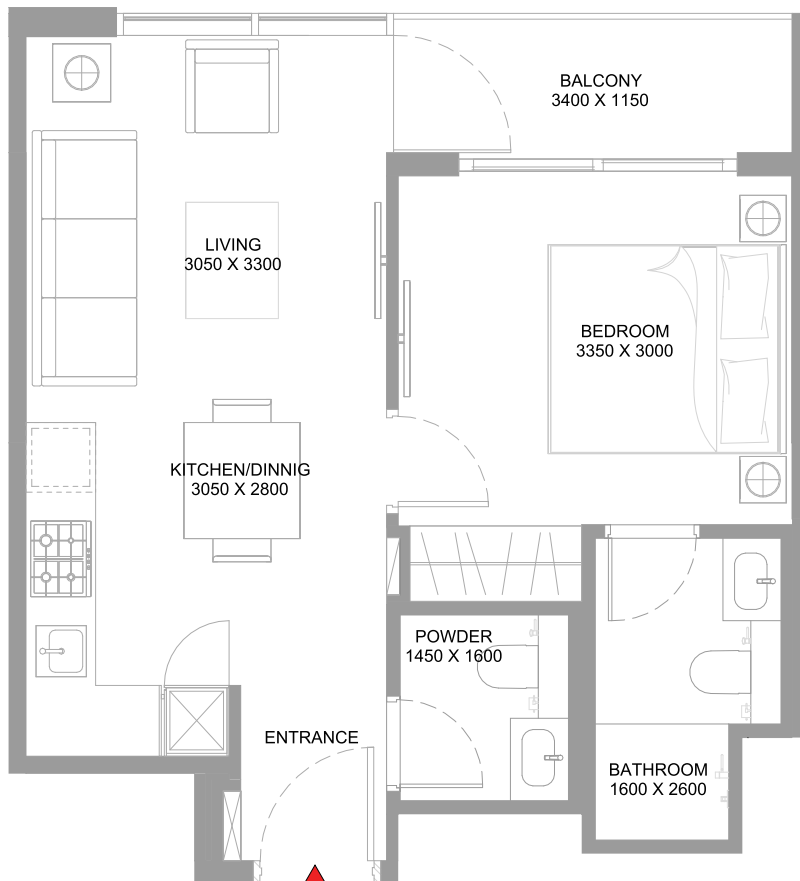 BALCONY
3400 X 1150
LIVING
3050 X 3300
BEDROOM
3350 X 3000
KITCHEN/DINNIG
3050 X 2800
POWDER
1450 X 1600
ENTRANCE
BATHROOM
1600 X 2600